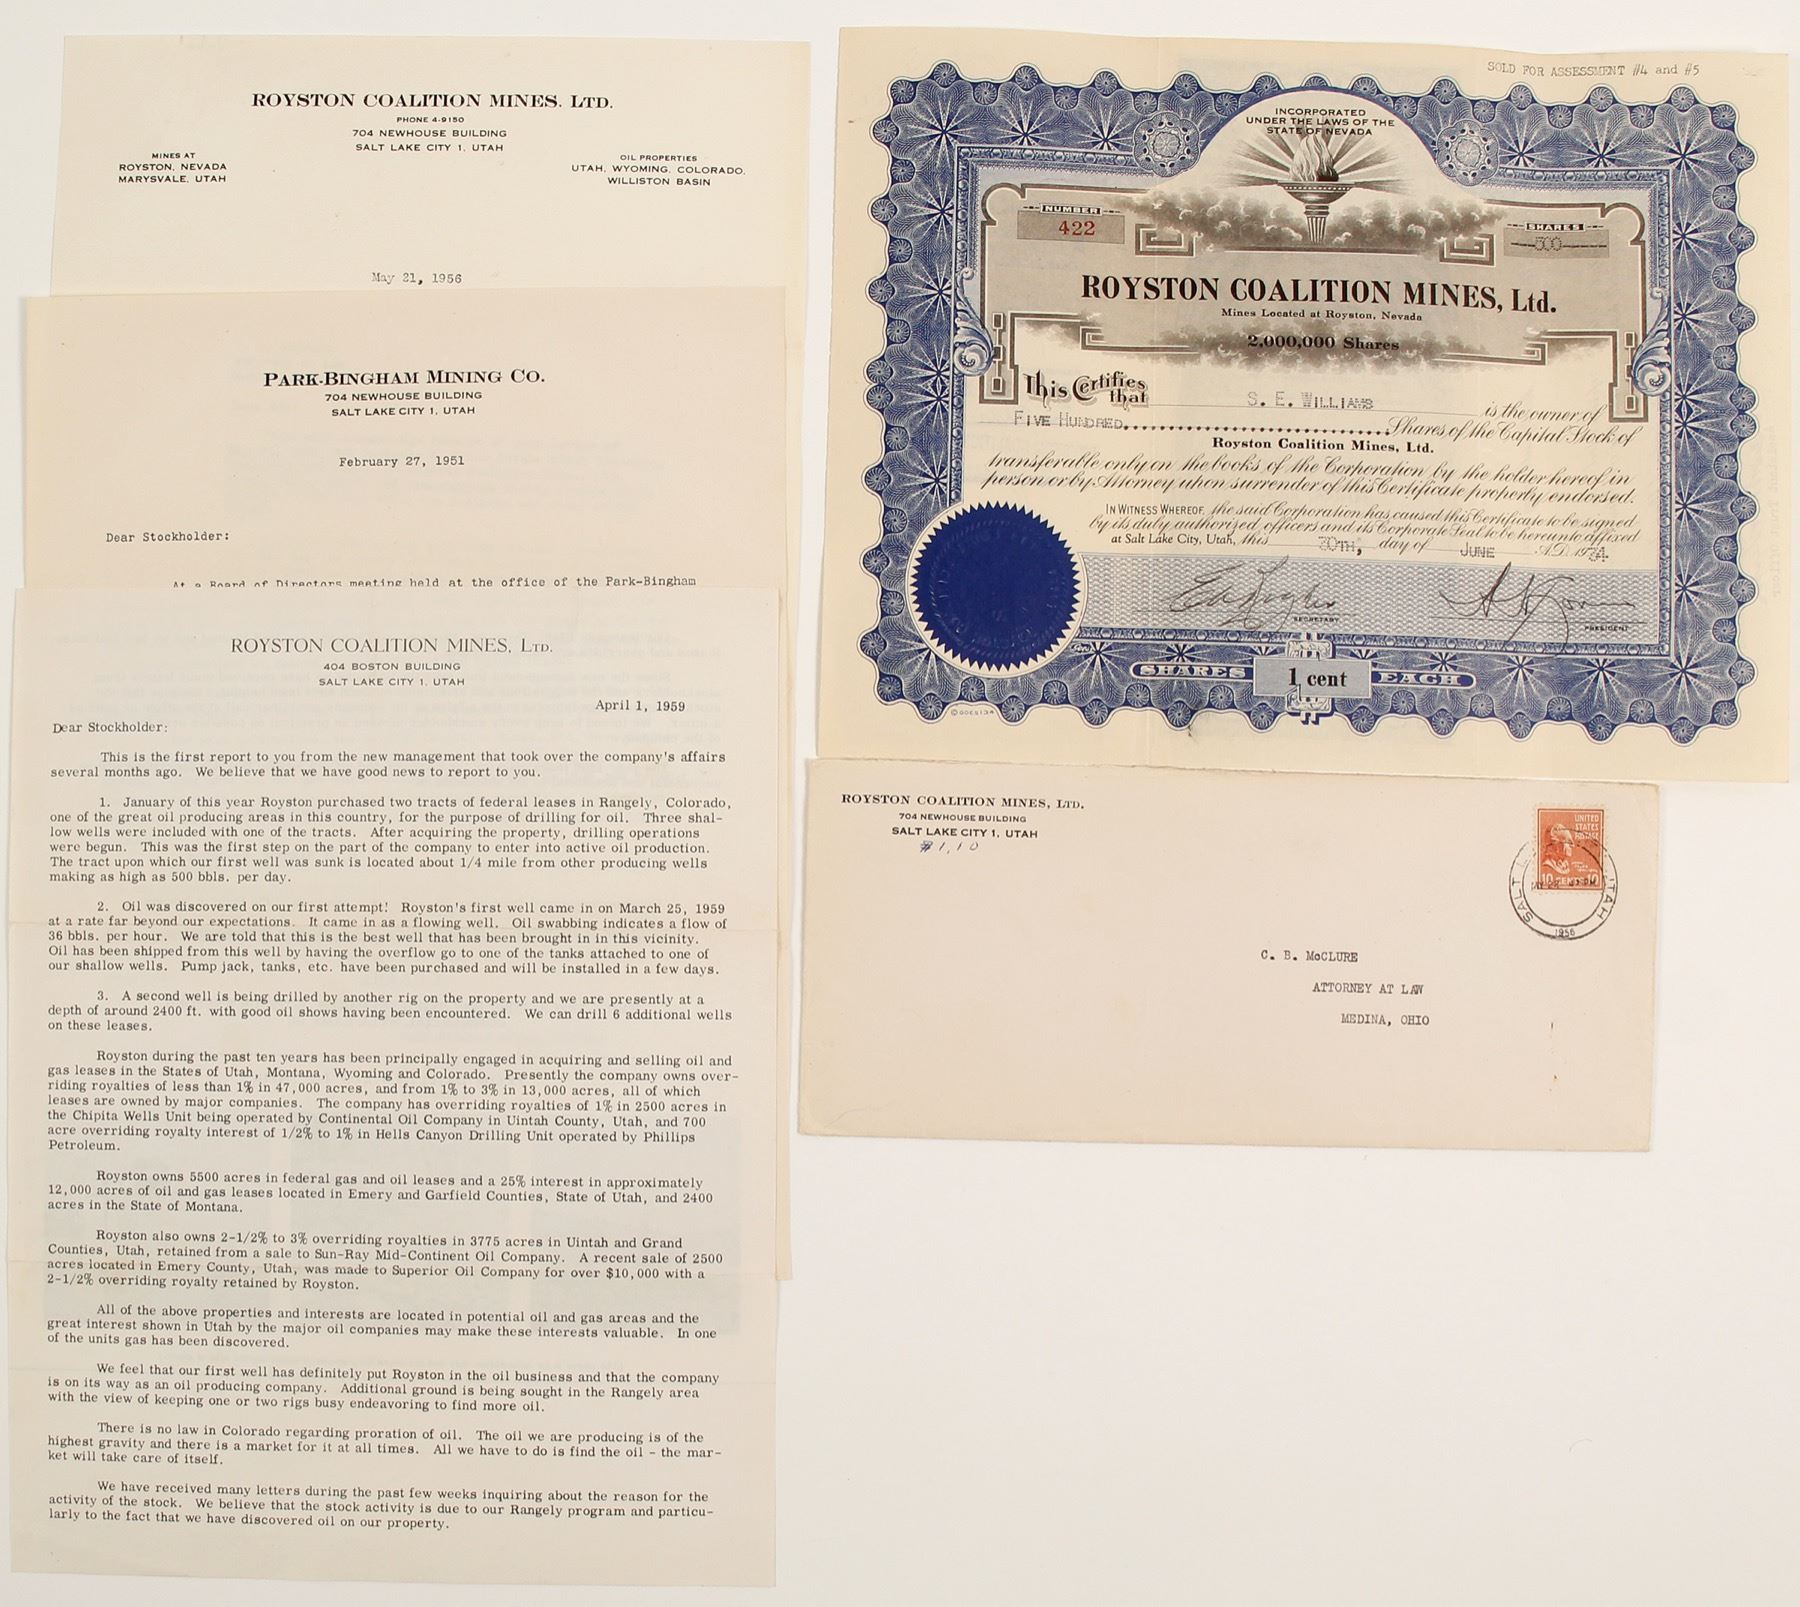 ROYSTON COALITION MINES, LTD.
PHONE 4-9150
704 NEWHOUSE BUILDING
SALT LAKE CITY 1, UTAH
MINES AT
ROYSTON, NEVADA
MARYSVALE, UTAH
OIL PROPERTIES
UTAH, WYOMING, COLORADO,
WILLISTON BASIN
May 21, 1956
PARK-BINGHAM MINING CO.
704 NEWHOUSE BUILDING
SALT LAKE CITY 1, UTAH
February 27, 1951
Dear Stockholder:
At a Board of Directors meeting held at the office of the Park-Bingham
ROYSTON COALITION MINES, LTD.
404 BOSTON BUILDING
SALT LAKE CITY 1, UTAH
April 1, 1959
Dear Stockholder:
This is the first report to you from the new management that took over the company's affairs
several months ago. We believe that we have good news to report to you.
1. January of this year Royston purchased two tracts of federal leases in Rangely, Colorado,
one of the great oil producing areas in this country, for the purpose of drilling for oil. Three shal-
low wells were included with one of the tracts. After acquiring the property, drilling operations
were begun. This was the first step on the part of the company to enter into active oil production.
The tract upon which our first well was sunk is located about 1/4 mile from other producing wells
making as high as 500 bbls. per day.
2. Oil was discovered on our first attempt! Royston's first well came in on March 25, 1959
at a rate far beyond our expectations. It came in as a flowing well. Oil swabbing indicates a flow of
36 bbls. per hour. We are told that this is the best well that has been brought in in this vicinity.
Oil has been shipped from this well by having the overflow go to one of the tanks attached to one of
our shallow wells. Pump jack, tanks, etc. have been purchased and will be installed in a few days.
3. A second well is being drilled by another rig on the property and we are presently at a
depth of around 2400 ft. with good oil shows having been encountered. We can drill 6 additional wells
on these leases.
Royston during the past ten years has been principally engaged in acquiring and selling oil and
gas leases in the States of Utah, Montana, Wyoming and Colorado. Presently the company owns over-
riding royalties of less than 1% in 47,000 acres, and from 1% to 3% in 13,000 acres, all of which
leases are owned by major companies. The company has overriding royalties of 1% in 2500 acres in
the Chipita Wells Unit being operated by Continental Oil Company in Uintah County, Utah, and 700
acre overriding royalty interest of 1/2% to 1% in Hells Canyon Drilling Unit operated by Phillips
Petroleum.
Royston owns 5500 acres in federal gas and oil leases and a 25% interest in approximately
12,000 acres of oil and gas leases located in Emery and Garfield Counties, State of Utah, and 2400
acres in the State of Montana.
Royston also owns 2-1/2% to 3% overriding royalties in 3775 acres in Uintah and Grand
Counties, Utah, retained from a sale to Sun-Ray Mid-Continent Oil Company. A recent sale of 2500
acres located in Emery County, Utah, was made to Superior Oil Company for over $10,000 with a
2-1/2% overriding royalty retained by Royston.
All of the above properties and interests are located in potential oil and gas areas and the
great interest shown in Utah by the major oil companies may make these interests valuable. In one
of the units gas has been discovered.
We feel that our first well has definitely put Royston in the oil business and that the company
is on its way as an oil producing company. Additional ground is being sought in the Rangely area
with the view of keeping one or two rigs busy endeavoring to find more oil.
There is no law in Colorado regarding proration of oil. The oil we are producing is of the
highest gravity and there is a market for it at all times. All we have to do is find the oil - the mar-
ket will take care of itself.
We have received many letters during the past few weeks inquiring about the reason for the
activity of the stock. We believe that the stock activity is due to our Rangely program and particu-
larly to the fact that we have discovered oil on our property.
SOLD FOR ASSESSMENT #4 and #5
INCORPORATED
UNDER THE LAWS OF THE
STATE OF NEVADA
NUMBER
422
SHARES
500
ROYSTON COALITION MINES, Ltd.
Mines Located at Royston, Nevada
2,000,000 Shares
This Certifies that S. E. WILLIAMS is the owner of
FIVE HUNDRED Shares of the Capital Stock of
Royston Coalition Mines, Ltd.
transferable only on the books of the Corporation by the holder hereof in
person or by Attorney upon surrender of this Certificate properly endorsed.
IN WITNESS WHEREOF, the said Corporation has caused this Certificate to be signed
by its duly authorized officers and its Corporate Seal to be hereunto affixed
at Salt Lake City, Utah, this 30TH, day of JUNE A.D. 1934
SECRETARY
PRESIDENT
SHARES 1 cent EACH
© GOES 134
ROYSTON COALITION MINES, LTD.
704 NEWHOUSE BUILDING
SALT LAKE CITY 1, UTAH
#1,10
UNITED
STATES
POSTAGE
10 CENTS 10
SALT L UTAH
1956
C. B. McCLURE
ATTORNEY AT LAW
MEDINA, OHIO